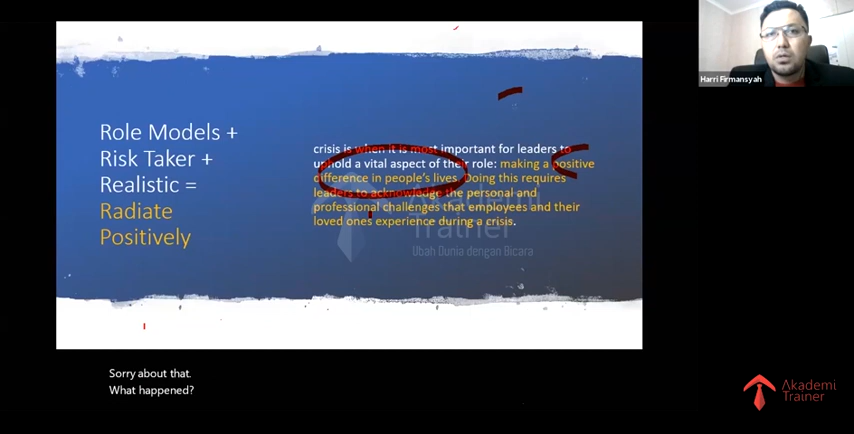 Harri Firmansyah
Role Models +
Risk Taker +
Realistic =
Radiate
Positively
crisis is when it is most important for leaders to
uphold a vital aspect of their role: making a positive
difference in people's lives. Doing this requires
leaders to acknowledge the personal and
professional challenges that employees and their
loved ones experience during a crisis.
Akademi
Trainer
Ubah Dunia dengan Bicara
Sorry about that.
What happened?
Akademi
Trainer